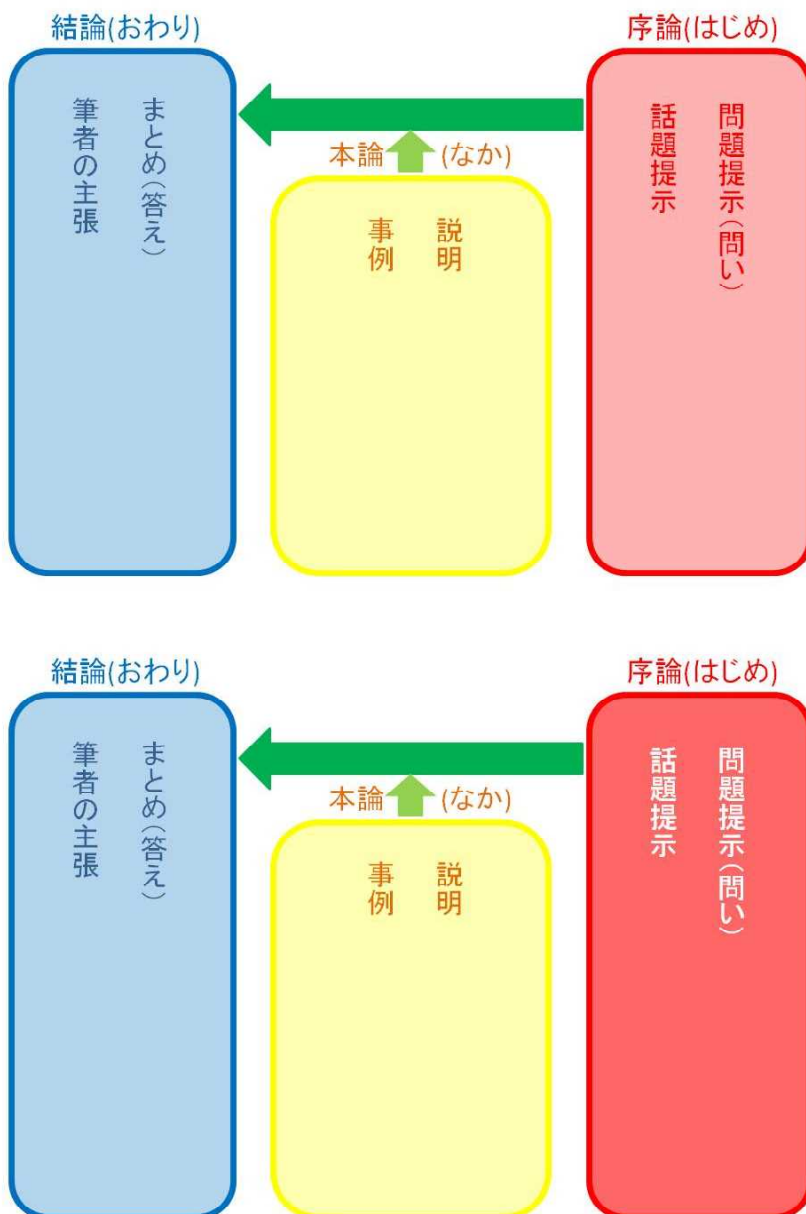 序論(はじめ)
問題提示(問い)
話題提示
本論(なか)
説明
事例
結論(おわり)
まとめ(答え)
筆者の主張
序論(はじめ)
問題提示(問い)
話題提示
本論(なか)
説明
事例
結論(おわり)
まとめ(答え)
筆者の主張